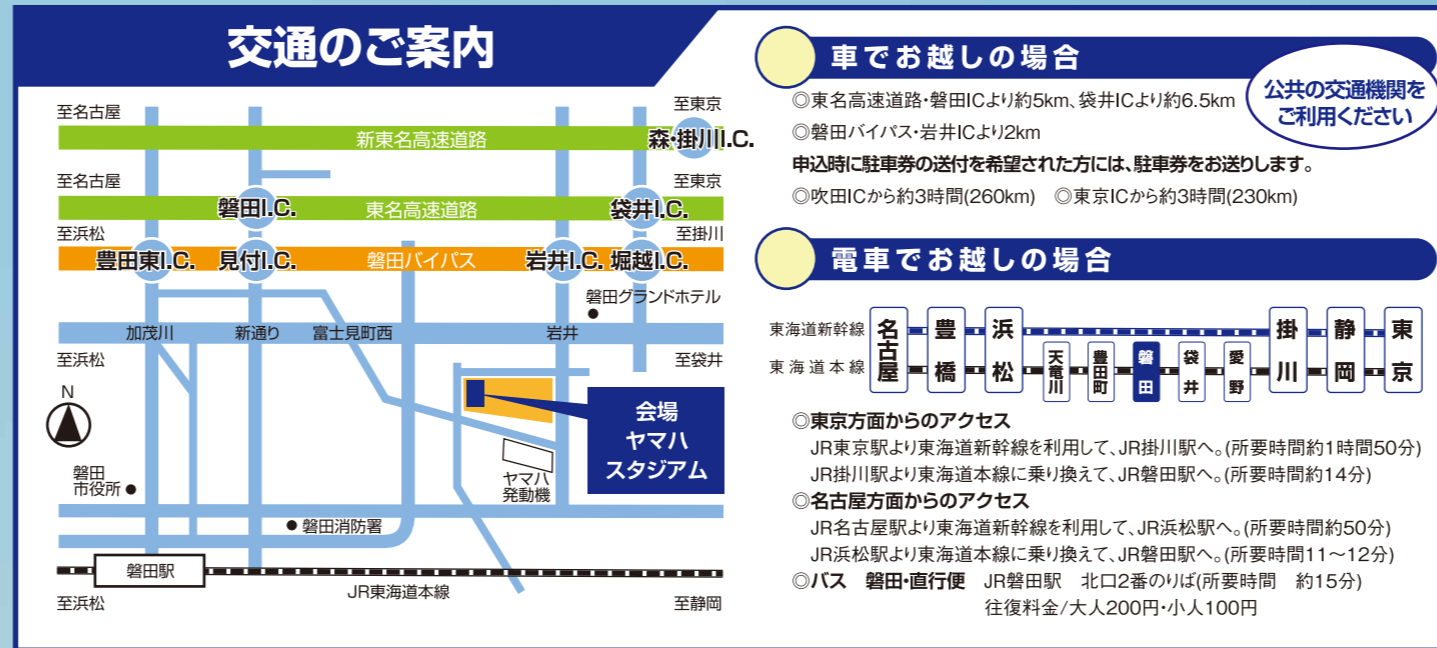 交通のご案内
至名古屋
至東京
新東名高速道路
森・掛川I.C.
至名古屋
至東京
磐田I.C.
東名高速道路
袋井I.C.
至浜松
至掛川
豊田東I.C.
見付I.C.
磐田バイパス
岩井I.C.
堀越I.C.
磐田グランドホテル
加茂川
新通り
富士見町西
岩井
至浜松
至袋井
N
会場
ヤマハ
スタジアム
ヤマハ
発動機
磐田
市役所
磐田消防署
磐田駅
JR東海道本線
至浜松
至静岡
車でお越しの場合
公共の交通機関を
ご利用ください
◎東名高速道路・磐田ICより約5km、袋井ICより約6.5km
◎磐田バイパス・岩井ICより2km
申込時に駐車券の送付を希望された方には、駐車券をお送りします。
◎吹田ICから約3時間(260km) ◎東京ICから約3時間(230km)
電車でお越しの場合
東海道新幹線
東海道本線
名古屋
豊橋
浜松
天竜川
豊田町
磐田
袋井
愛野
掛川
静岡
東京
◎東京方面からのアクセス
JR東京駅より東海道新幹線を利用して、JR掛川駅へ。(所要時間約1時間50分)
JR掛川駅より東海道本線に乗り換えて、JR磐田駅へ。(所要時間約14分)
◎名古屋方面からのアクセス
JR名古屋駅より東海道新幹線を利用して、JR浜松駅へ。(所要時間約50分)
JR浜松駅より東海道本線に乗り換えて、JR磐田駅へ。(所要時間11～12分)
◎バス 磐田・直行便 JR磐田駅 北口2番のりば(所要時間 約15分)
往復料金/大人200円・小人100円